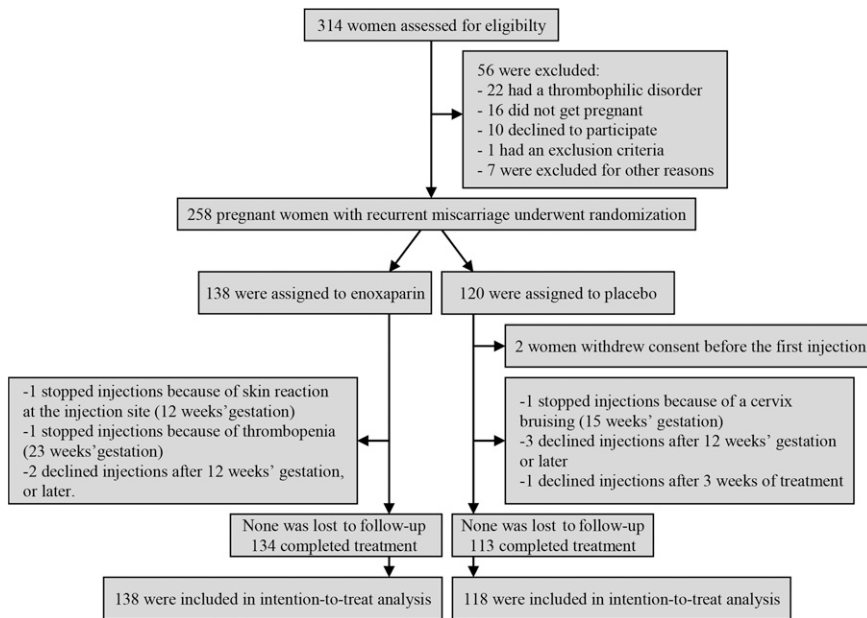 314 women assessed for eligibilty
56 were excluded:
- 22 had a thrombophilic disorder
- 16 did not get pregnant
- 10 declined to participate
- 1 had an exclusion criteria
- 7 were excluded for other reasons
258 pregnant women with recurrent miscarriage underwent randomization
138 were assigned to enoxaparin
120 were assigned to placebo
2 women withdrew consent before the first injection
-1 stopped injections because of skin reaction
at the injection site (12 weeks’gestation)
-1 stopped injections because of thrombopenia
(23 weeks’gestation)
-2 declined injections after 12 weeks’ gestation,
or later.
-1 stopped injections because of a cervix
bruising (15 weeks’ gestation)
-3 declined injections after 12 weeks’ gestation
or later
-1 declined injections after 3 weeks of treatment
None was lost to follow-up
134 completed treatment
None was lost to follow-up
113 completed treatment
138 were included in intention-to-treat analysis
118 were included in intention-to-treat analysis